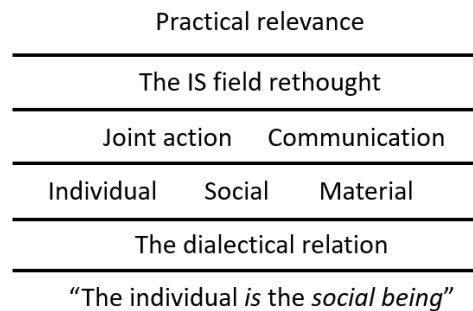 Practical relevance
The IS field rethought
Joint action Communication
Individual Social Material
The dialectical relation
“The individual is the social being”